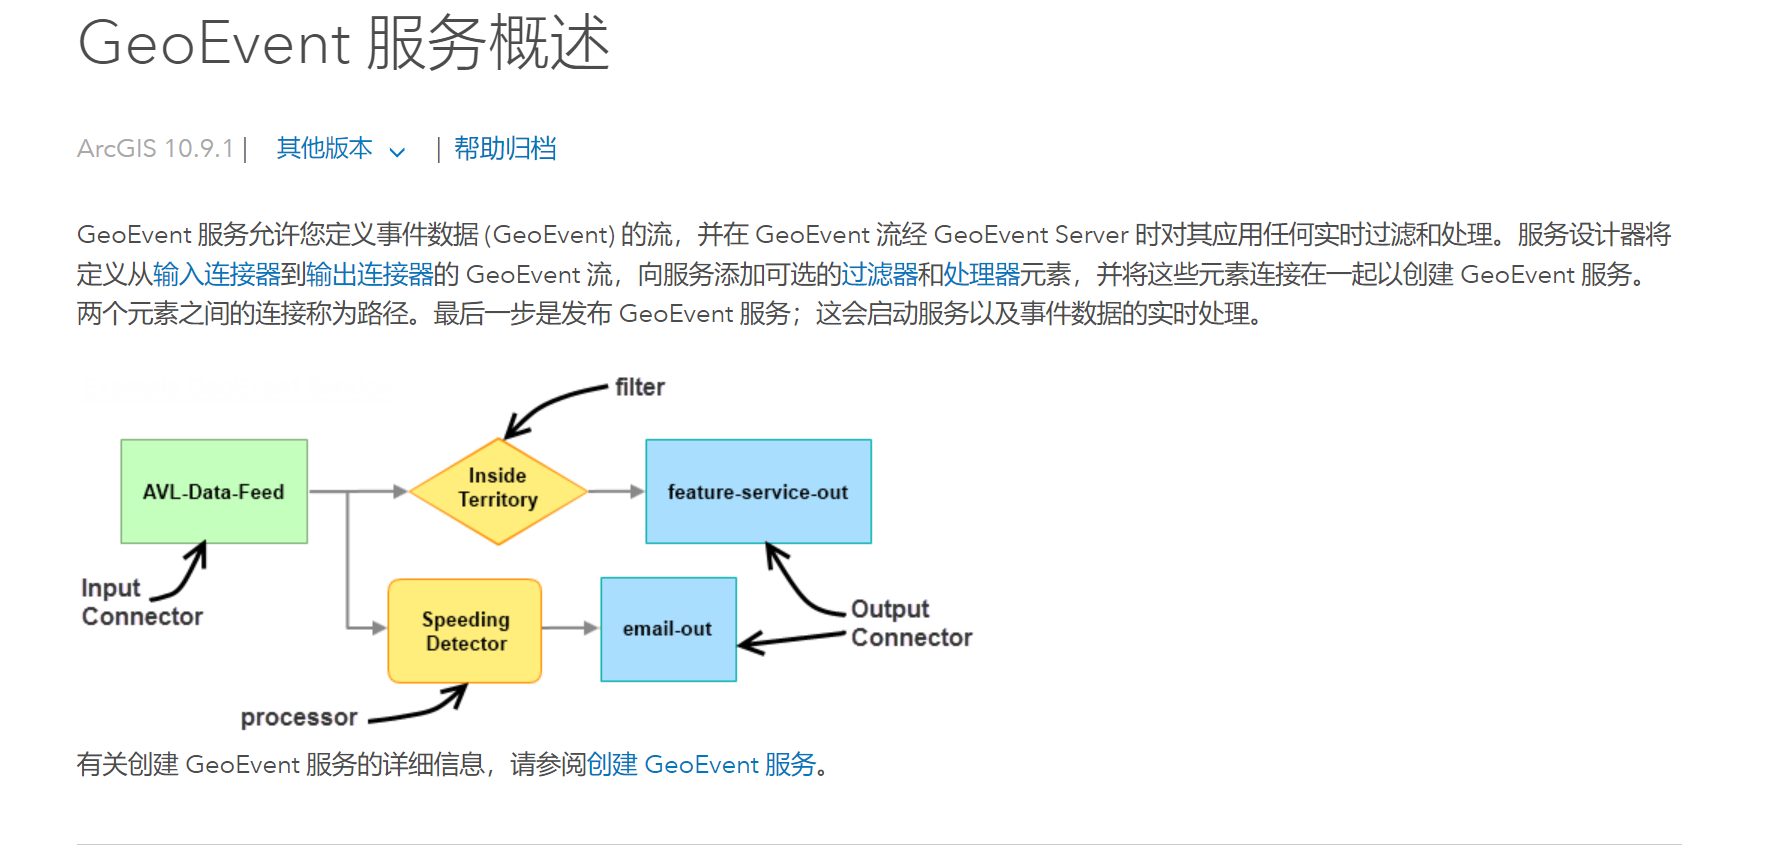 GeoEvent 服务概述
ArcGIS 10.9.1 | 其他版本 | 帮助归档
GeoEvent 服务允许您定义事件数据 (GeoEvent) 的流，并在 GeoEvent 流经 GeoEvent Server 时对其应用任何实时过滤和处理。服务设计器将
定义从输入连接器到输出连接器的 GeoEvent 流，向服务添加可选的过滤器和处理器元素，并将这些元素连接在一起以创建 GeoEvent 服务。
两个元素之间的连接称为路径。最后一步是发布 GeoEvent 服务；这会启动服务以及事件数据的实时处理。
filter
AVL-Data-Feed
Inside
Territory
feature-service-out
Input
Connector
Speeding
Detector
email-out
Output
Connector
processor
有关创建 GeoEvent 服务的详细信息，请参阅创建 GeoEvent 服务。